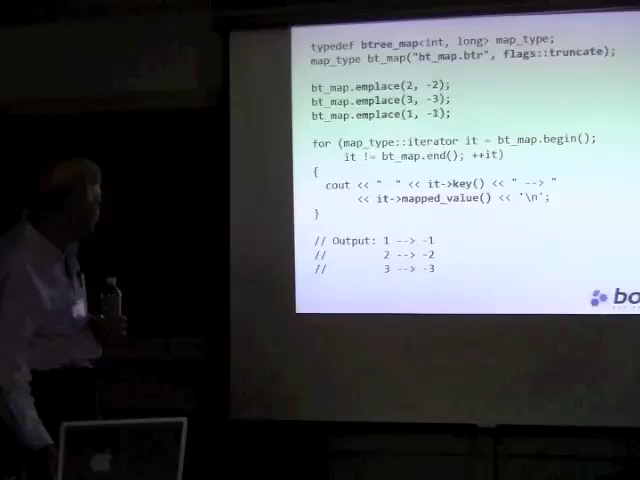 typedef btree_map<int, long> map_type;
map_type bt_map("bt_map.btr", flags::truncate);
bt_map.emplace(2, -2);
bt_map.emplace(3, -3);
bt_map.emplace(1, -1);
for (map_type::iterator it = bt_map.begin();
it != bt_map.end(); ++it)
{
cout << "  " << it->key() << " --> "
<< it->mapped_value() << '\n';
}
// Output: 1 --> -1
//         2 --> -2
//         3 --> -3
bo